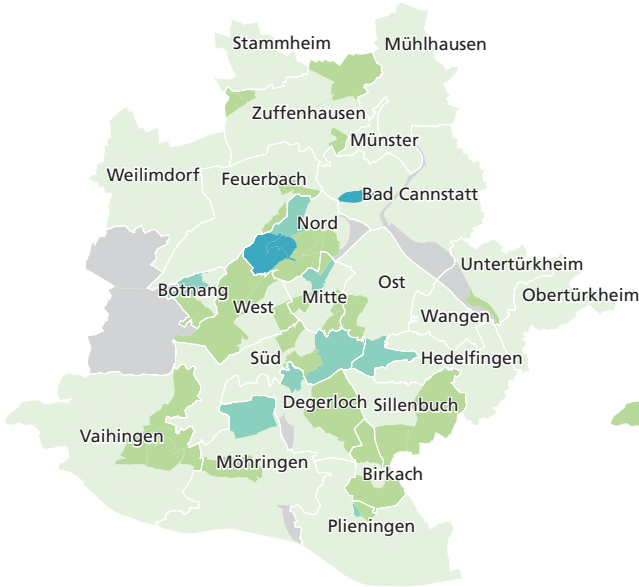 Stammheim
Mühlhausen
Zuffenhausen
Münster
Weilimdorf
Feuerbach
Bad Cannstatt
Nord
Untertürkheim
Botnang
Mitte
Ost
Obertürkheim
West
Wangen
Süd
Hedelfingen
Degerloch
Sillenbuch
Vaihingen
Möhringen
Birkach
Plieningen